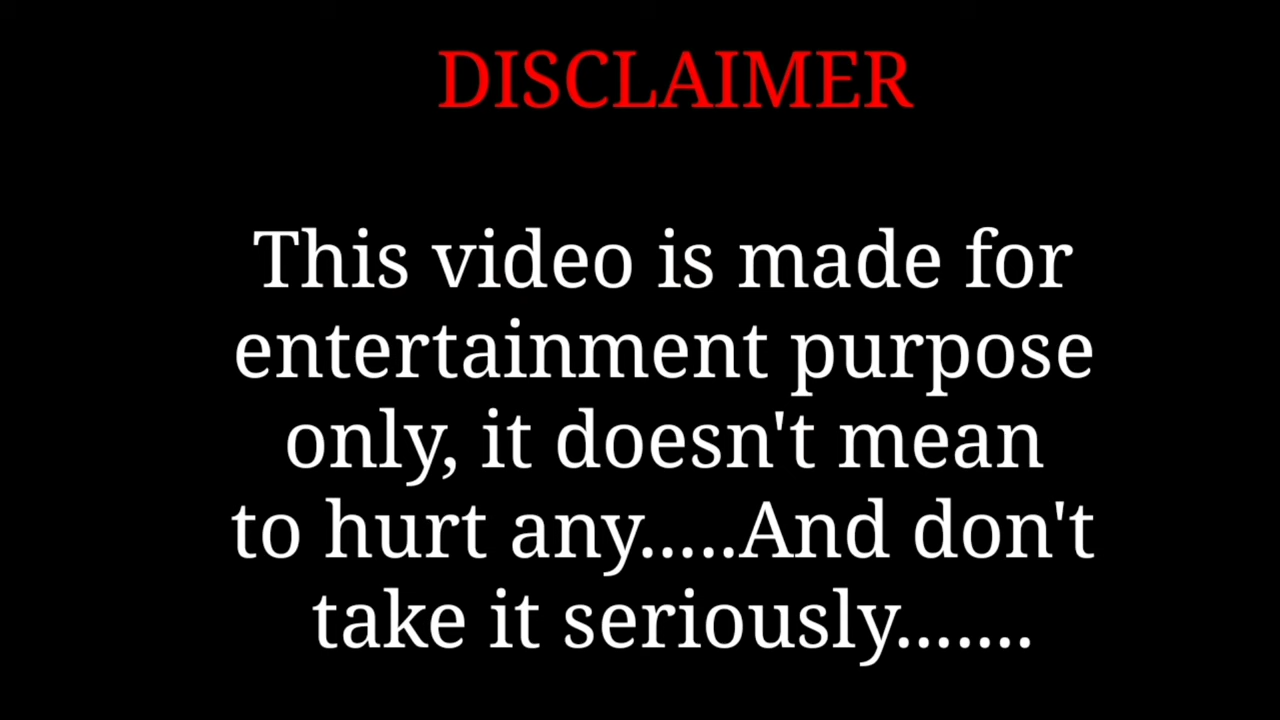 DISCLAIMER
This video is made for
entertainment purpose
only, it doesn't mean
to hurt any.....And don't
take it seriously.......